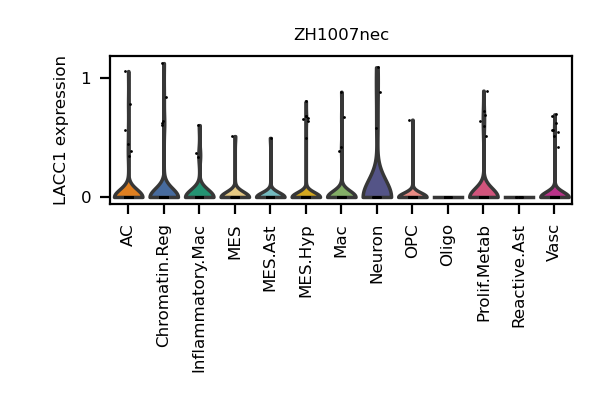 ZH1007nec
LACC1 expression
1
0
AC
Chromatin.Reg
Inflammatory.Mac
MES
MES.Ast
MES.Hyp
Mac
Neuron
OPC
Oligo
Prolif.Metab
Reactive.Ast
Vasc